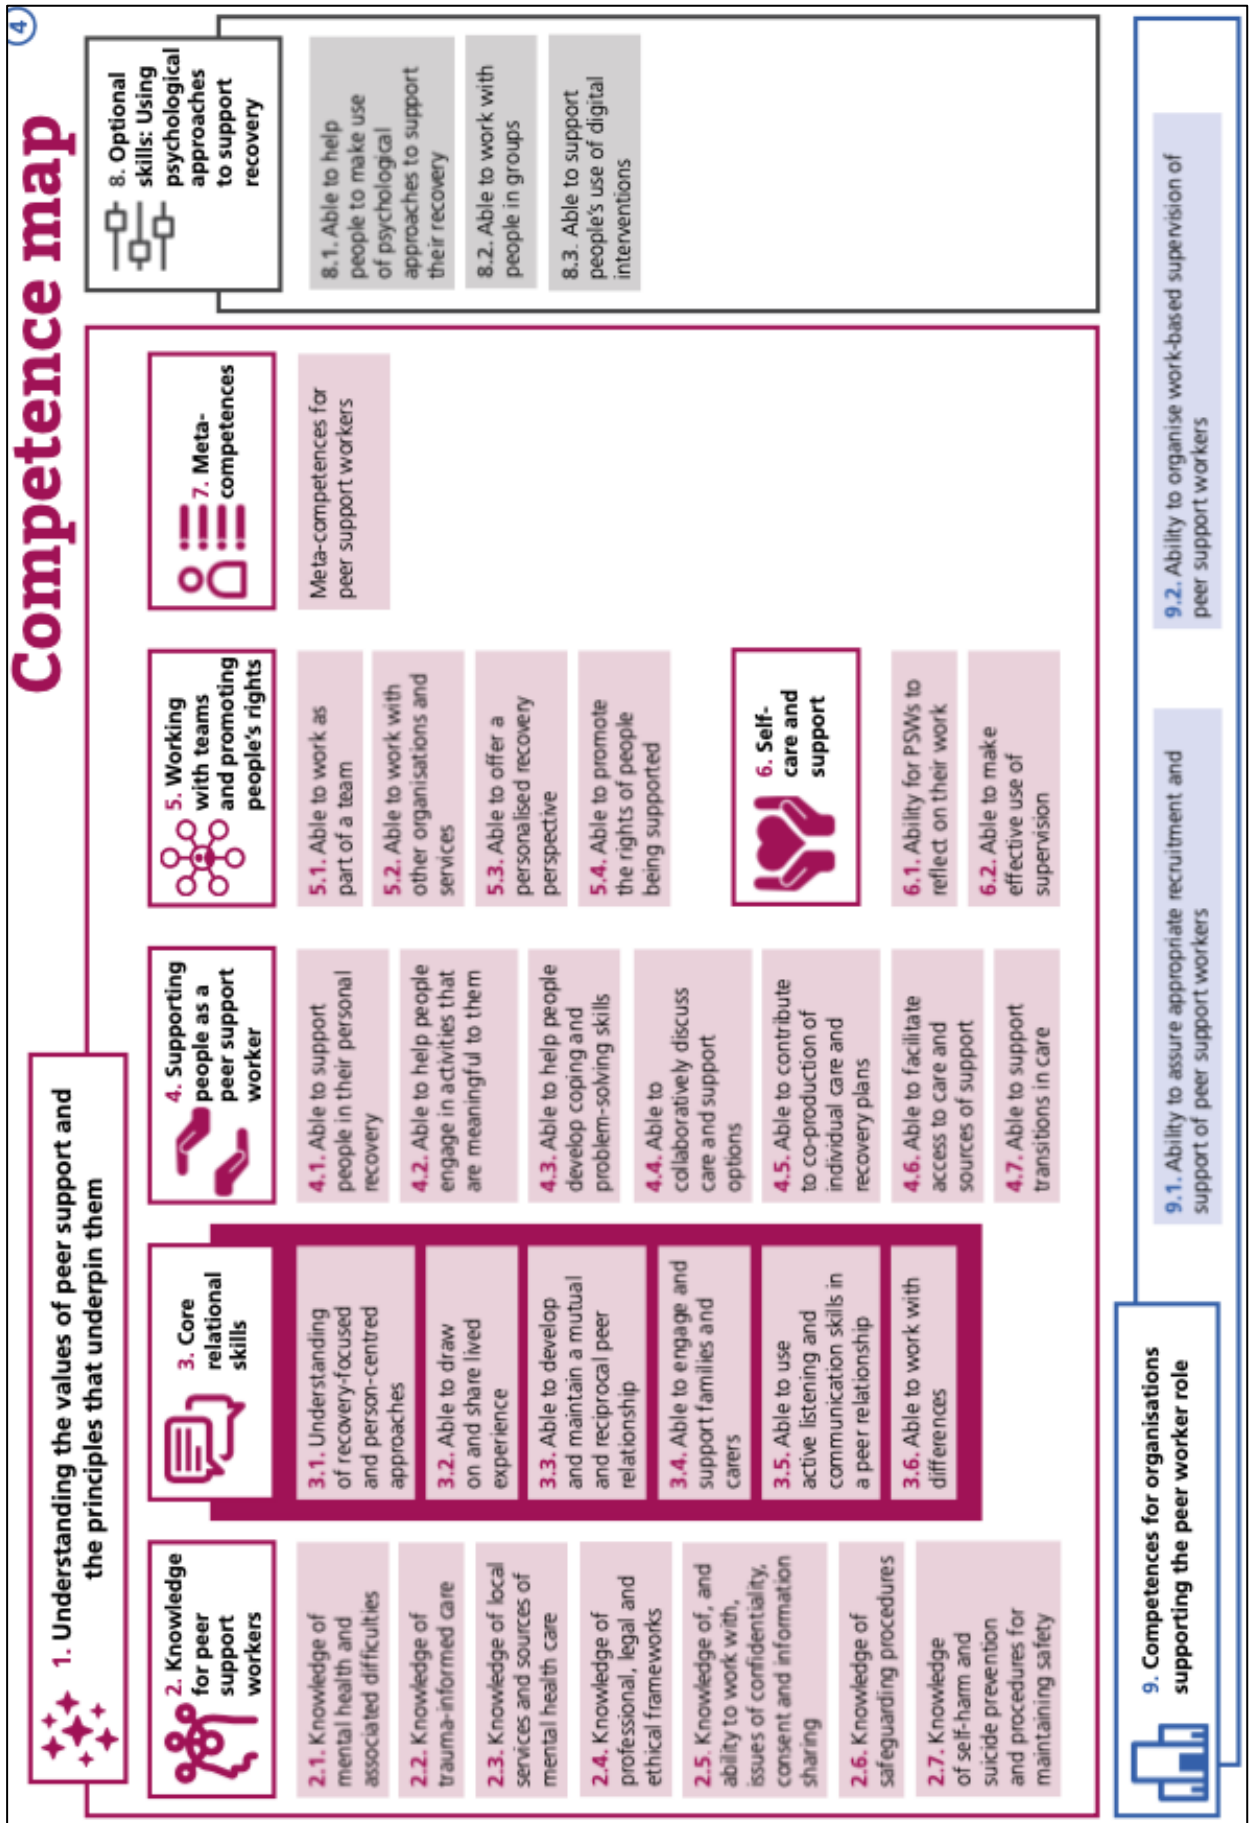 4
Competence map
1. Understanding the values of peer support and
the principles that underpin them
2. Knowledge
for peer
support
workers
2.1. Knowledge of
mental health and
associated difficulties
2.2. Knowledge of
trauma-informed care
2.3. Knowledge of local
services and sources of
mental health care
2.4. Knowledge of
professional, legal and
ethical frameworks
2.5. Knowledge of, and
ability to work with,
issues of confidentiality,
consent and information
sharing
2.6. Knowledge of
safeguarding procedures
2.7. Knowledge
of self-harm and
suicide prevention
and procedures for
maintaining safety
3. Core
relational
skills
3.1. Understanding
of recovery-focused
and person-centred
approaches
3.2. Able to draw
on and share lived
experience
3.3. Able to develop
and maintain a mutual
and reciprocal peer
relationship
3.4. Able to engage and
support families and
carers
3.5. Able to use
active listening and
communication skills in
a peer relationship
3.6. Able to work with
differences
4. Supporting
people as a
peer support
worker
4.1. Able to support
people in their personal
recovery
4.2. Able to help people
engage in activities that
are meaningful to them
4.3. Able to help people
develop coping and
problem-solving skills
4.4. Able to
collaboratively discuss
care and support
options
4.5. Able to contribute
to co-production of
individual care and
recovery plans
4.6. Able to facilitate
access to care and
sources of support
4.7. Able to support
transitions in care
5. Working
with teams
and promoting
people's rights
5.1. Able to work as
part of a team
5.2. Able to work with
other organisations and
services
5.3. Able to offer a
personalised recovery
perspective
5.4. Able to promote
the rights of people
being supported
6. Self-
care and
support
6.1. Ability for PSWs to
reflect on their work
6.2. Able to make
effective use of
supervision
7. Meta-
competences
Meta-competences for
peer support workers
8. Optional
skills: Using
psychological
approaches
to support
recovery
8.1. Able to help
people to make use
of psychological
approaches to support
their recovery
8.2. Able to work with
people in groups
8.3. Able to support
people's use of digital
interventions
9. Competences for organisations
supporting the peer worker role
9.1. Ability to assure appropriate recruitment and
support of peer support workers
9.2. Ability to organise work-based supervision of
peer support workers